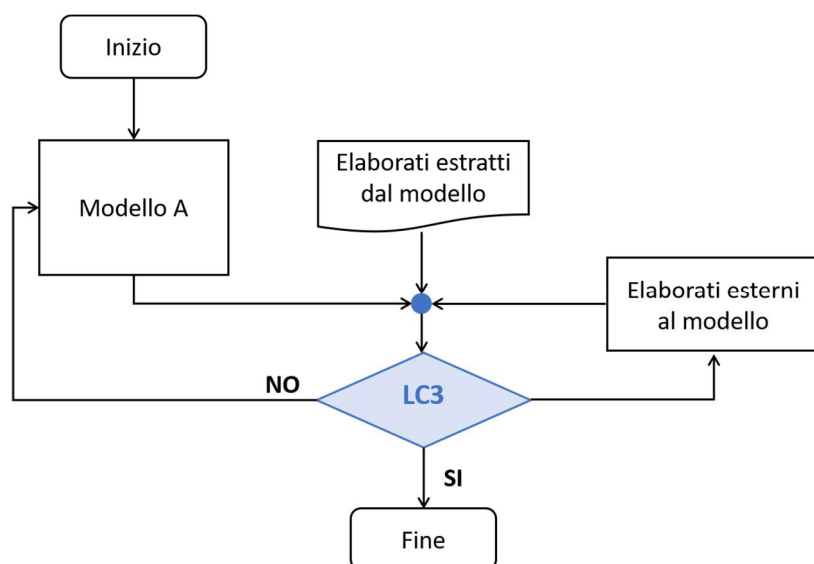 Inizio
Modello A
Elaborati estratti
dal modello
Elaborati esterni
al modello
LC3
NO
SI
Fine